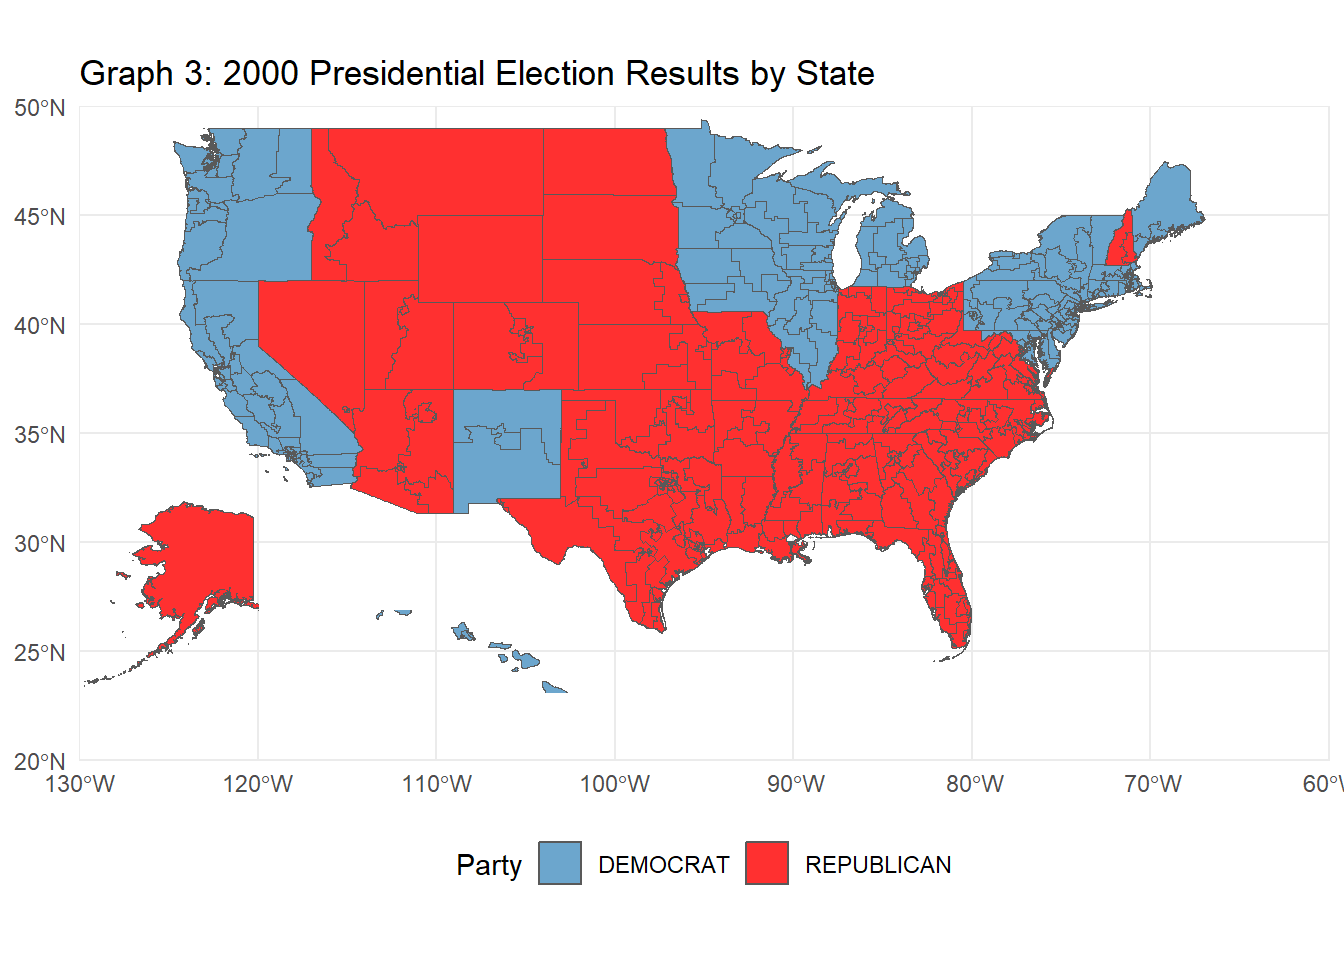 Graph 3: 2000 Presidential Election Results by State
50°N
45°N
40°N
35°N
30°N
25°N
20°N
130°W 120°W 110°W 100°W 90°W 80°W 70°W 60°W
Party DEMOCRAT REPUBLICAN